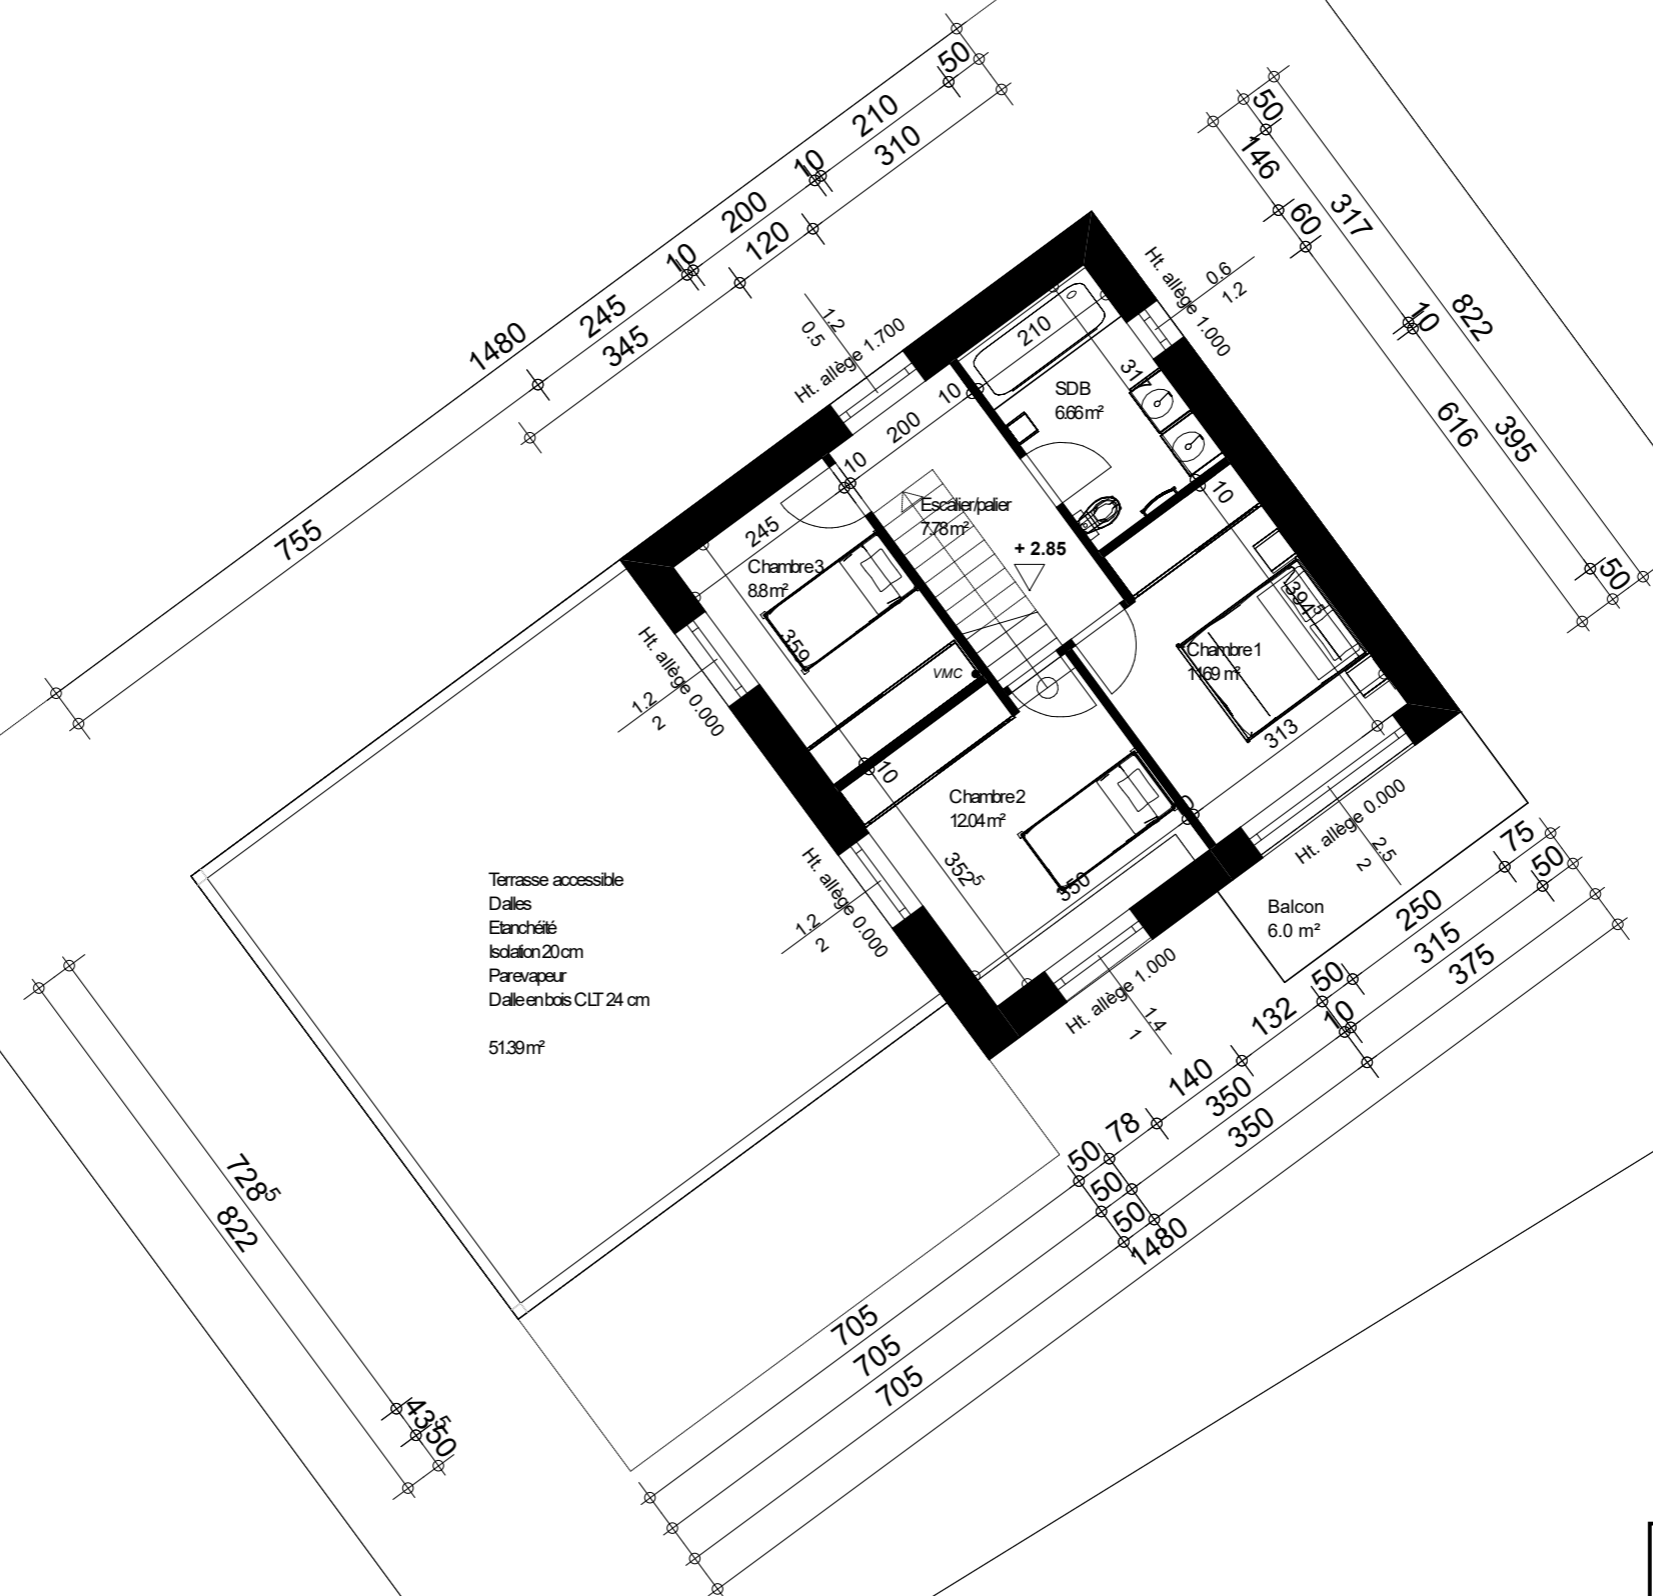 50
210
310
10
200
120
10
245
345
1480
755
50
146
317
60
822
10
616
395
50
Ht. allège 1.000
0.6
1.2
1.2
0.5
Ht. allège 1.700
210
317
SDB
6.66 m²
10
200
10
10
245
Escalier/palier
7.78 m²
+ 2.85
Chambre 3
8.8 m²
359
394⁵
Chambre 1
11.69 m²
313
VMC
Ht. allège 0.000
1.2
2
10
Chambre 2
12.04 m²
352⁵
350
Ht. allège 0.000
1.2
2
Ht. allège 0.000
2.5
2
Ht. allège 1.000
1.4
1
Balcon
6.0 m²
Terrasse accessible
Dalles
Etanchéité
Isolation 20 cm
Parevapeur
Dalle en bois CLT 24 cm
51.39 m²
75
50
250
315
375
50
10
132
140
350
350
78
50
50
50
1480
705
705
705
728⁵
822
43⁵
50